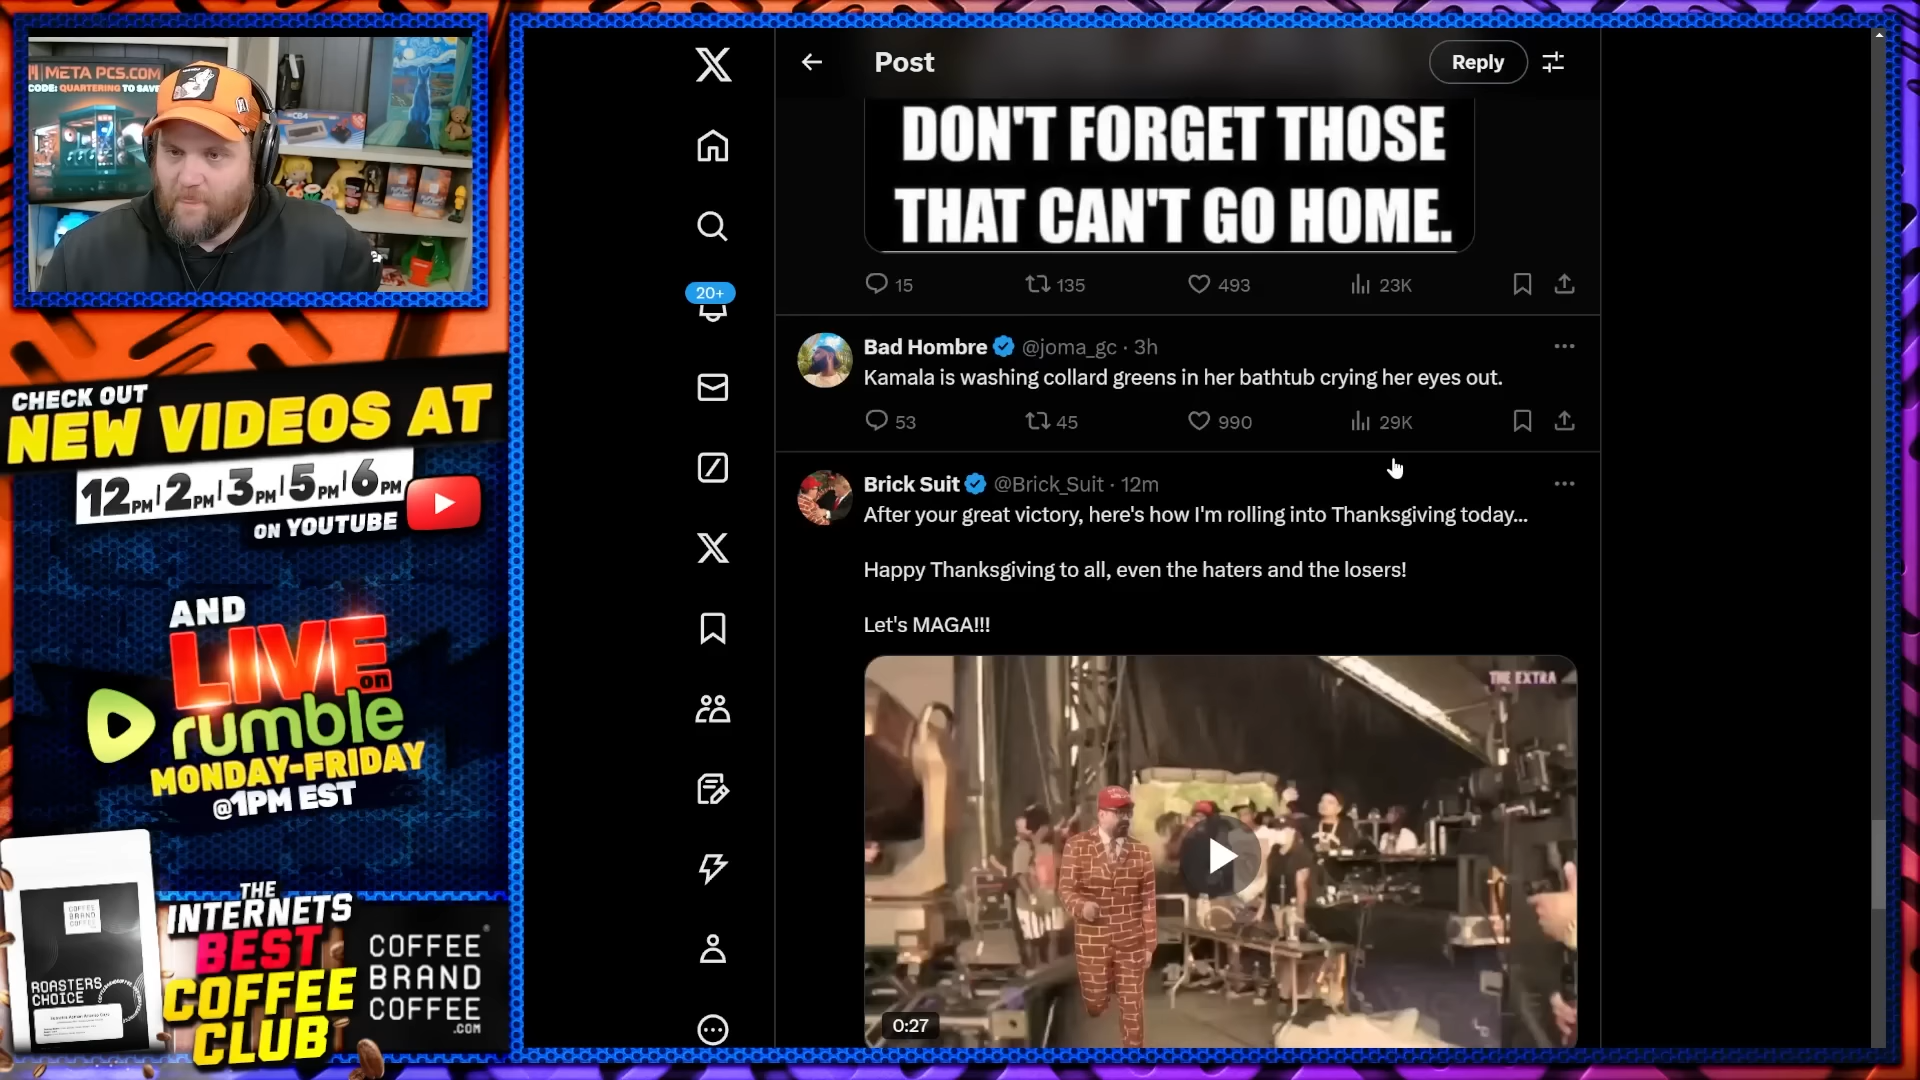 META PCS.COM
CODE: QUARTERING TO SAVE
C64
CHECK OUT
NEW VIDEOS AT
12PM | 2PM | 3PM | 5PM | 6PM
ON YOUTUBE
AND
LIVE
on
rumble
MONDAY-FRIDAY
@1PM EST
THE
INTERNETS
BEST
COFFEE
CLUB
COFFEE
BRAND
COFFEE
.COM
COFFEE
BRAND
COFFEE
ROASTERS
CHOICE
20+
Post
Reply
DON'T FORGET THOSE
THAT CAN'T GO HOME.
15 135 493 23K
Bad Hombre @joma_gc · 3h
Kamala is washing collard greens in her bathtub crying her eyes out.
53 45 990 29K
Brick Suit @Brick_Suit · 12m
After your great victory, here's how I'm rolling into Thanksgiving today...
Happy Thanksgiving to all, even the haters and the losers!
Let's MAGA!!!
THE EXTRA
0:27